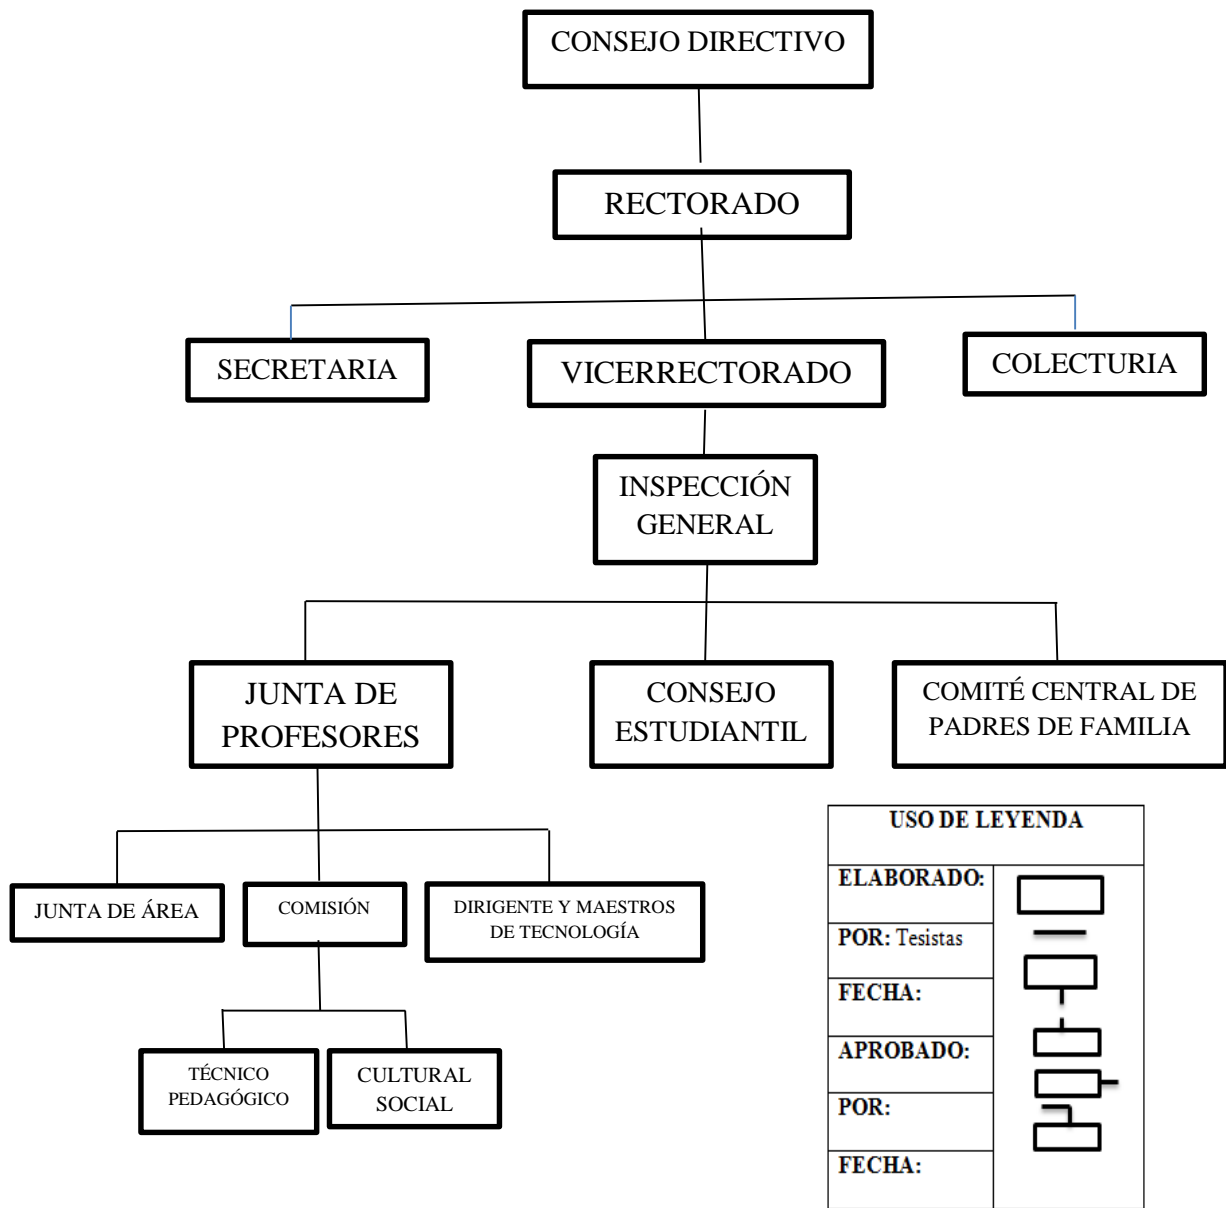 CONSEJO DIRECTIVO
RECTORADO
SECRETARIA
VICERRECTORADO
COLECTURIA
INSPECCIÓN
GENERAL
JUNTA DE
PROFESORES
CONSEJO
ESTUDIANTIL
COMITÉ CENTRAL DE
PADRES DE FAMILIA
JUNTA DE ÁREA
COMISIÓN
DIRIGENTE Y MAESTROS
DE TECNOLOGÍA
TÉCNICO
PEDAGÓGICO
CULTURAL
SOCIAL
USO DE LEYENDA
ELABORADO:
POR: Tesistas
FECHA:
APROBADO:
POR:
FECHA: